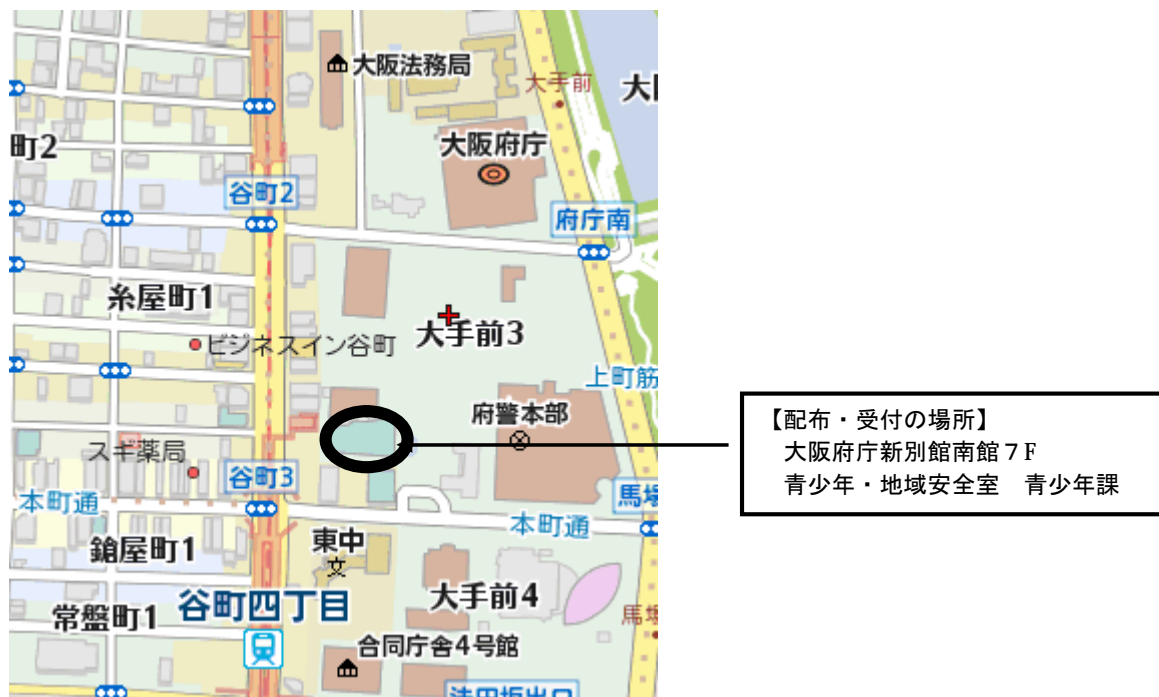 大阪法務局
大手前
大阪府庁
町2
谷町2
府庁南
糸屋町1
大手前3
ビジネスイン谷町
上町筋
府警本部
スギ薬局
谷町3
本町通
本町通
鎗屋町1
東中
文
大手前4
常盤町1
谷町四丁目
合同庁舎4号館
【配布・受付の場所】
大阪府庁新別館南館7F
青少年・地域安全室 青少年課